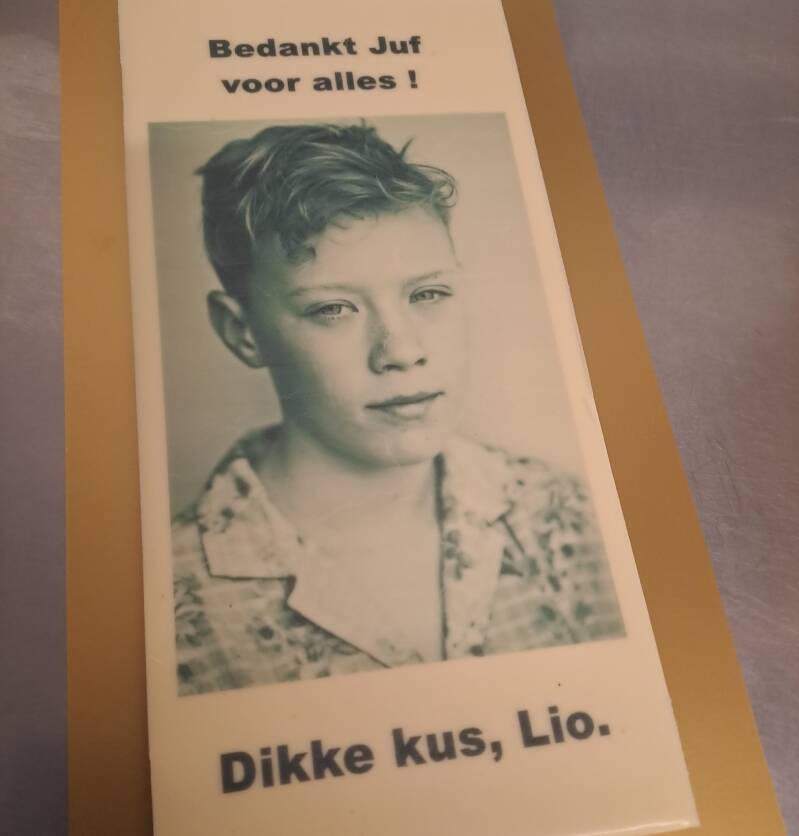 Bedankt Juf
voor alles !
Dikke kus, Lio.